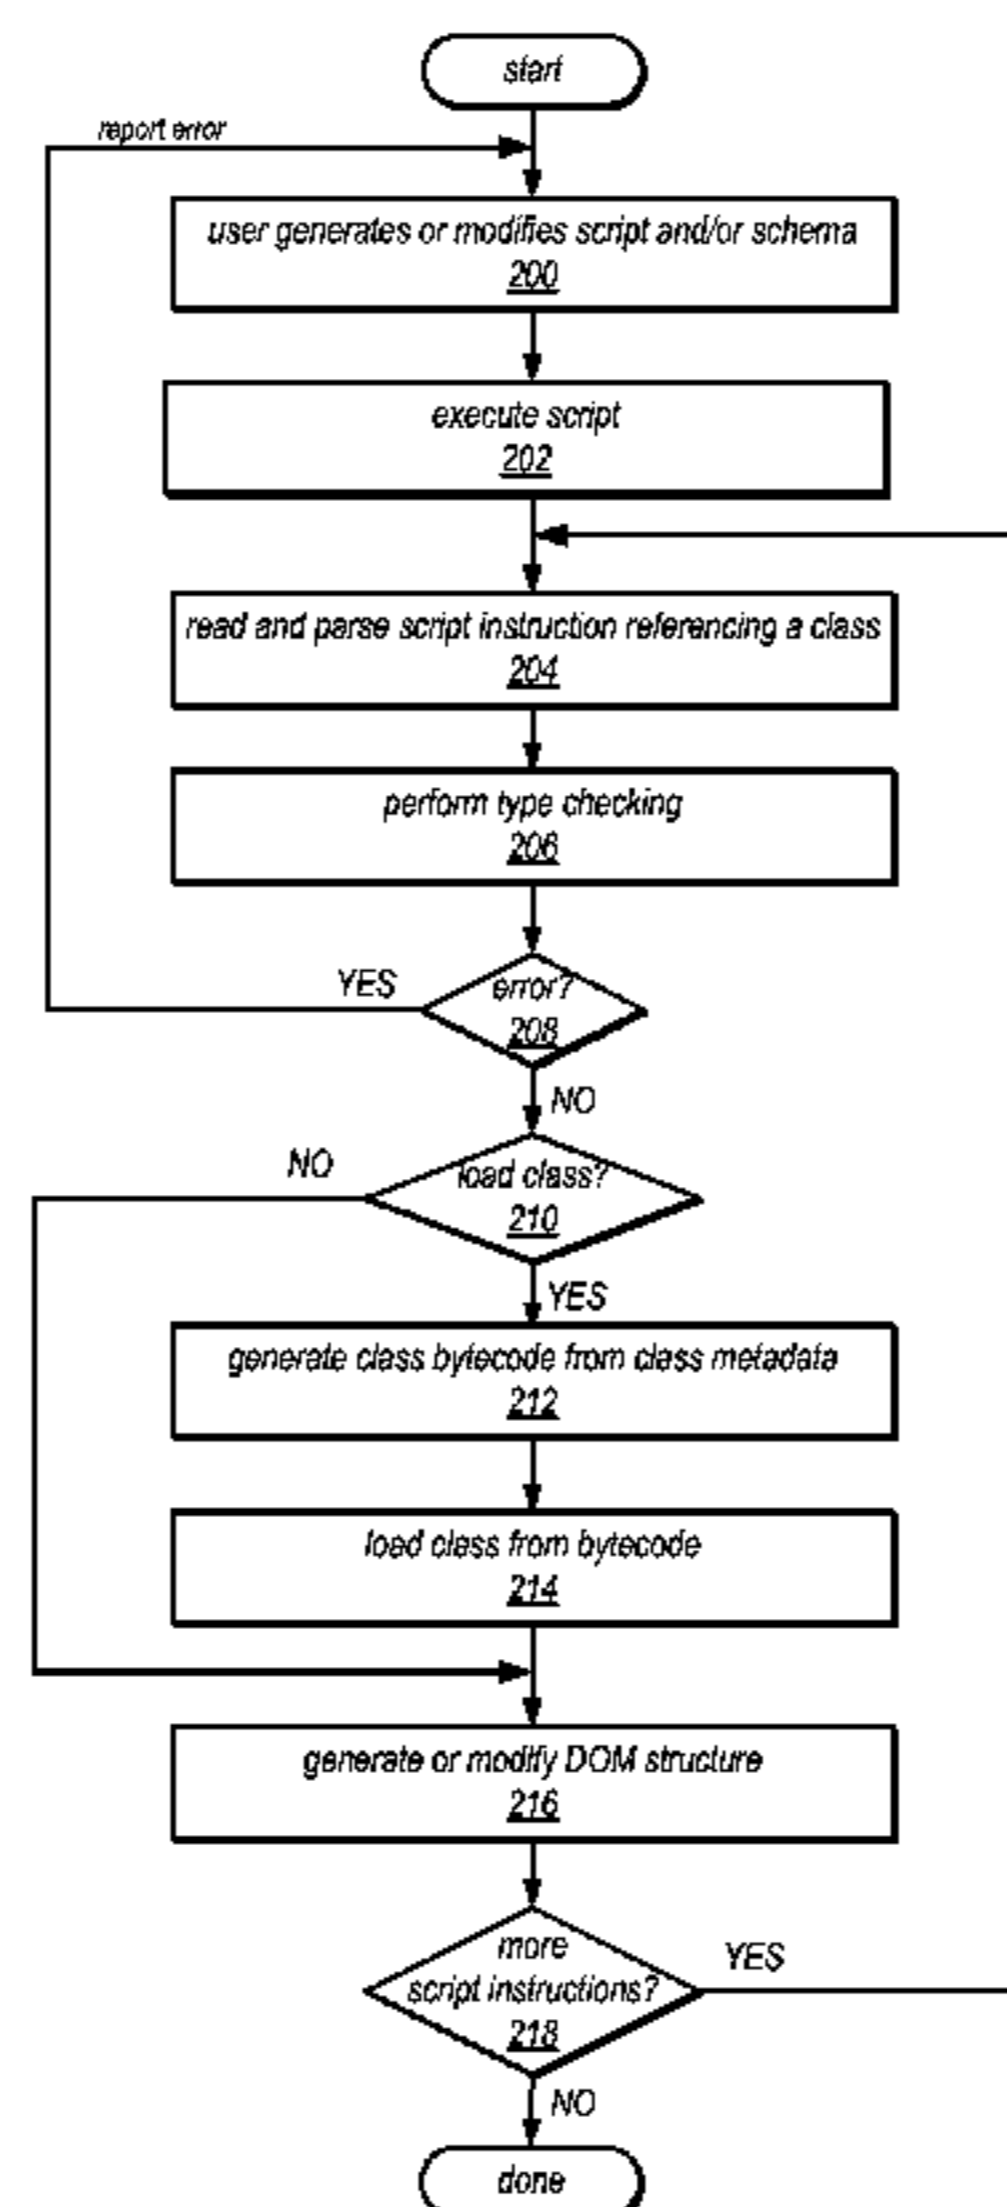 start
report error
user generates or modifies script and/or schema
200
execute script
202
read and parse script instruction referencing a class
204
perform type checking
206
YES
error?
208
NO
NO
load class?
210
YES
generate class bytecode from class metadata
212
load class from bytecode
214
generate or modify DOM structure
216
more
script instructions?
218
YES
NO
done